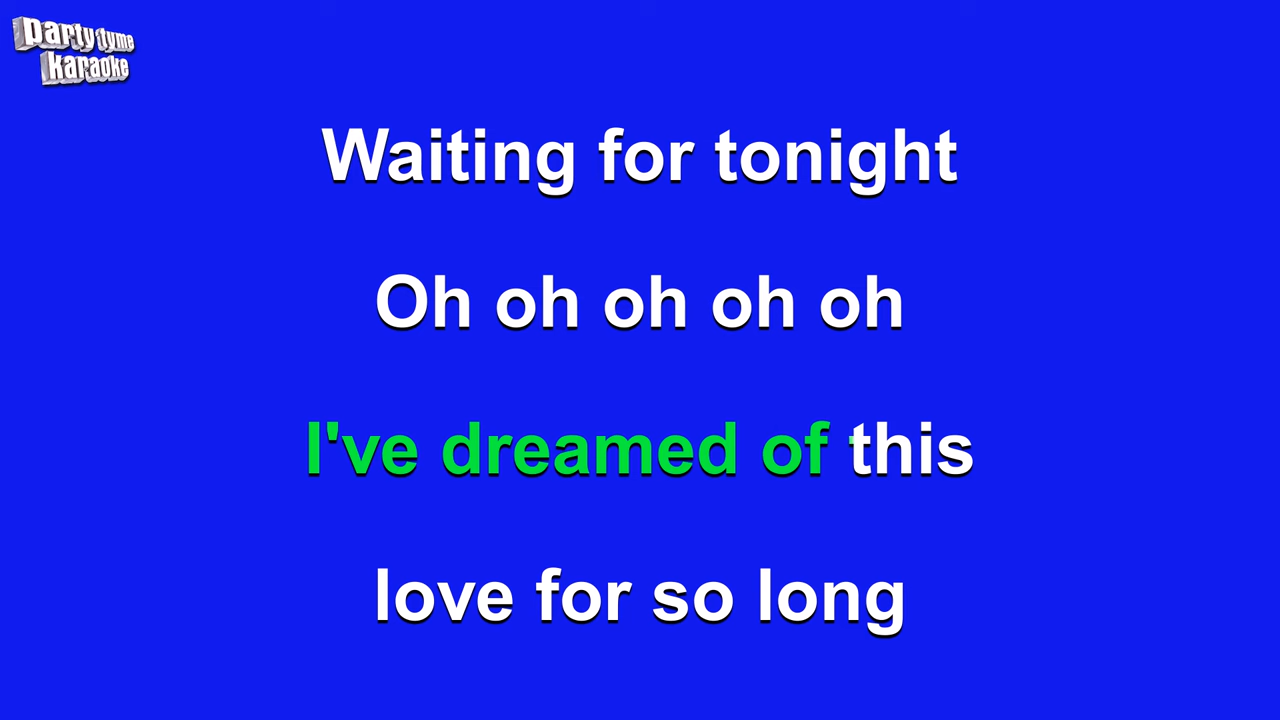 party tyme
karaoke
Waiting for tonight
Oh oh oh oh oh
I've dreamed of this
love for so long